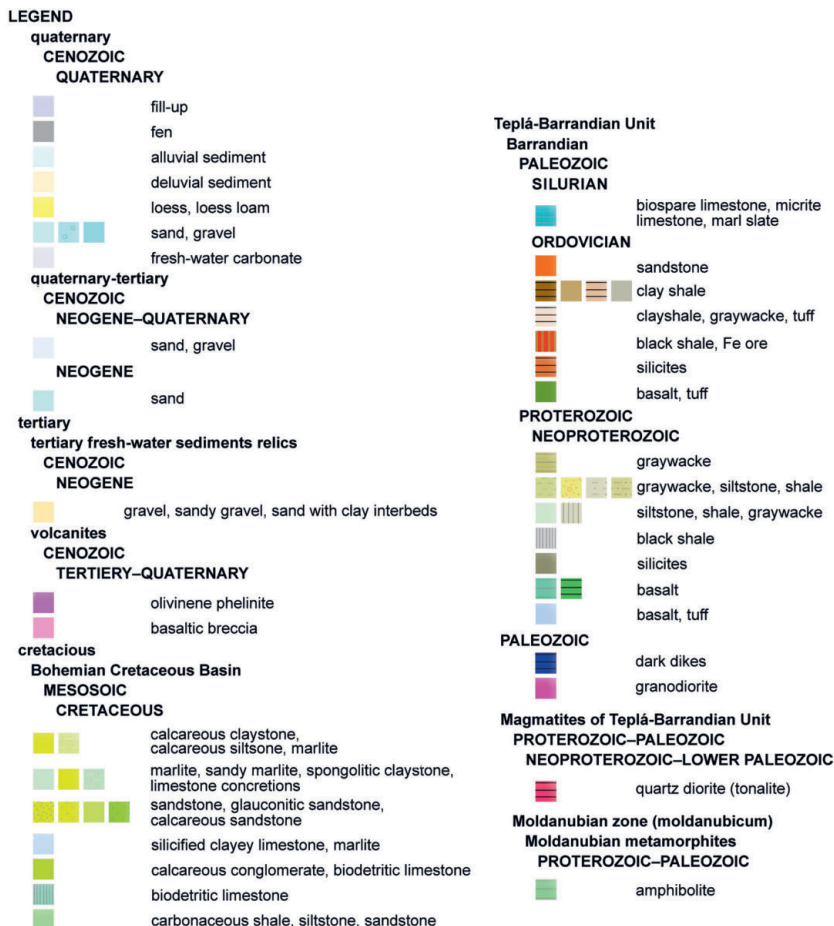 LEGEND
quaternary
CENOZOIC
QUATERNARY
fill-up
fen
alluvial sediment
deluvial sediment
loess, loess loam
sand, gravel
fresh-water carbonate
quaternary-tertiary
CENOZOIC
NEOGENE–QUATERNARY
sand, gravel
NEOGENE
sand
tertiary
tertiary fresh-water sediments relics
CENOZOIC
NEOGENE
gravel, sandy gravel, sand with clay interbeds
volcanites
CENOZOIC
TERTIERY–QUATERNARY
olivinene phelinite
basaltic breccia
cretacious
Bohemian Cretaceous Basin
MESOSOIC
CRETACEOUS
calcareous claystone,
calcareous siltsone, marlite
marlite, sandy marlite, spongolitic claystone,
limestone concretions
sandstone, glauconitic sandstone,
calcareous sandstone
silicified clayey limestone, marlite
calcareous conglomerate, biodetritic limestone
biodetritic limestone
carbonaceous shale, siltstone, sandstone
Teplá-Barrandian Unit
Barrandian
PALEOZOIC
SILURIAN
biospare limestone, micrite
limestone, marl slate
ORDOVICIAN
sandstone
clay shale
clayshale, graywacke, tuff
black shale, Fe ore
silicites
basalt, tuff
PROTEROZOIC
NEOPROTEROZOIC
graywacke
graywacke, siltstone, shale
siltstone, shale, graywacke
black shale
silicites
basalt
basalt, tuff
PALEOZOIC
dark dikes
granodiorite
Magmatites of Teplá-Barrandian Unit
PROTEROZOIC–PALEOZOIC
NEOPROTEROZOIC–LOWER PALEOZOIC
quartz diorite (tonalite)
Moldanubian zone (moldanubicum)
Moldanubian metamorphites
PROTEROZOIC–PALEOZOIC
amphibolite